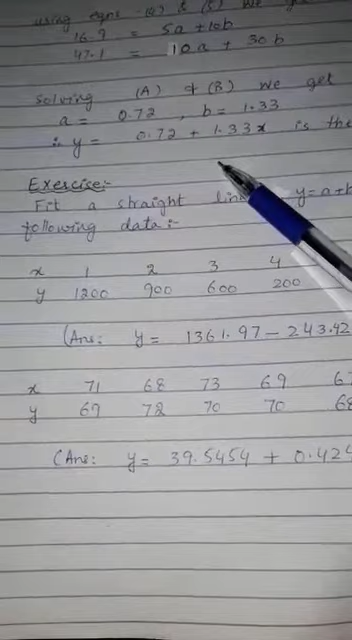 using eqns (A) & (B) we get
16.9 = 5a + 10b
47.1 = 10a + 30b
Solving (A) & (B) we get
a = 0.72, b = 1.33
∴ y = 0.72 + 1.33x is the
Exercise:-
Fit a straight line y = a + b
following data:-
x 1 2 3 4
y 1200 900 600 200
(Ans: y = 1361.97 - 243.42
x 71 68 73 69 67
y 69 72 70 70 68
(Ans: y = 39.5454 + 0.424